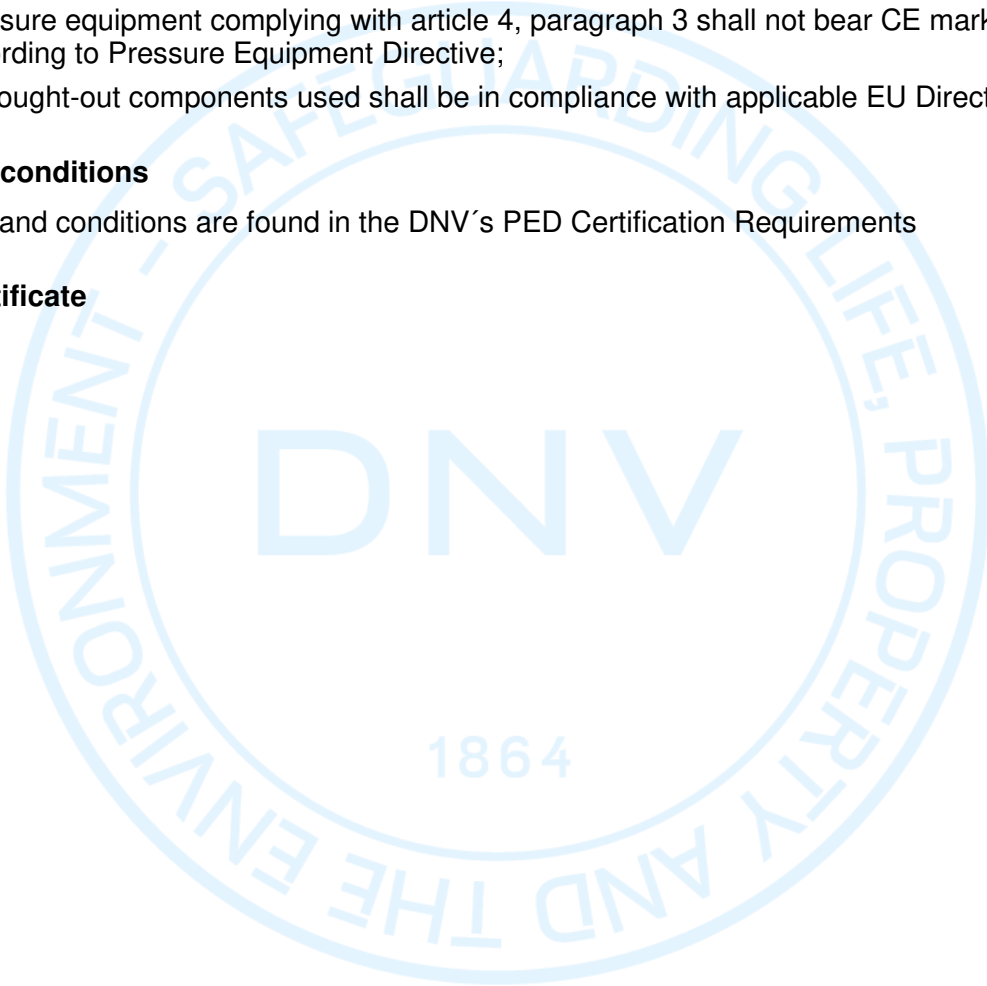 sure equipment complying with article 4, paragraph 3 shall not bear CE mark
rding to Pressure Equipment Directive;
ought-out components used shall be in compliance with applicable EU Direct
conditions
and conditions are found in the DNV´s PED Certification Requirements
tificate
SAFEGUARDING LIFE, PROPERTY AND THE ENVIRONMENT -
DNV
1864